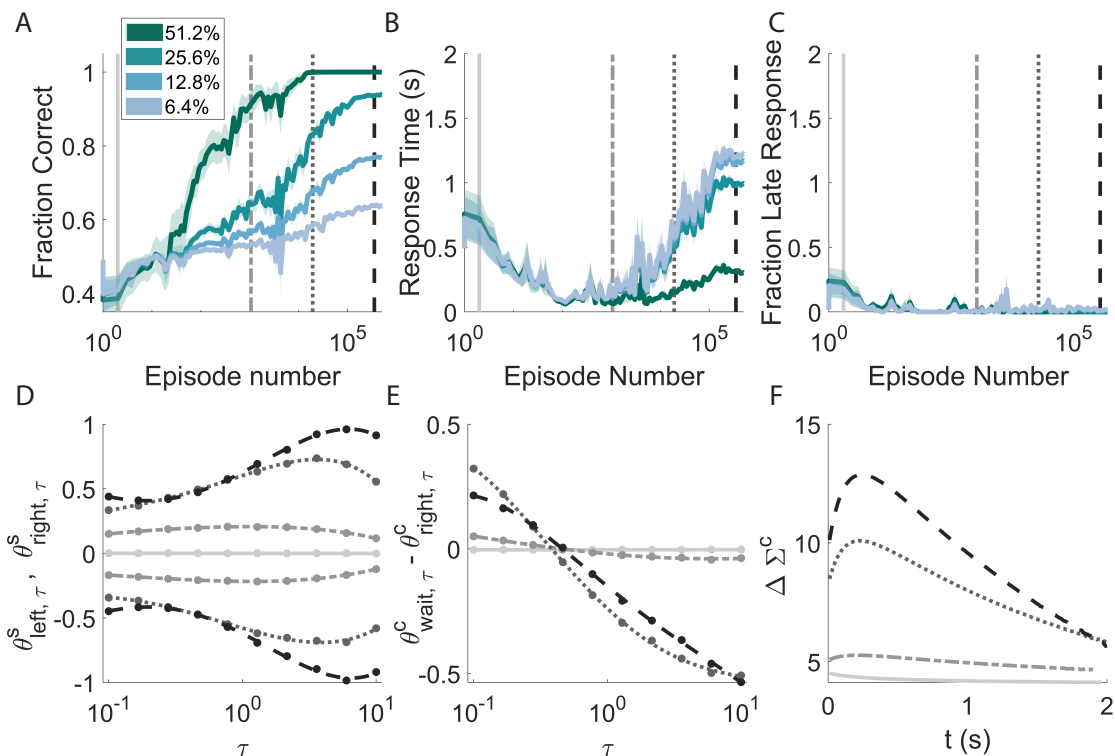 A
51.2%
25.6%
12.8%
6.4%
Fraction Correct
1
0.8
0.6
0.4
10^0
10^5
Episode number
B
Response Time (s)
2
1.5
1
0.5
0
10^0
10^5
Episode Number
C
Fraction Late Response
2
1.5
1
0.5
0
10^0
10^5
Episode Number
D
θ^s_left, τ , θ^s_right, τ
1
0.5
0
-0.5
-1
10^-1
10^0
10^1
τ
E
θ^c_wait, τ - θ^c_right, τ
0.5
0
-0.5
10^-1
10^0
10^1
τ
F
Δ Σ^c
15
10
5
0
1
2
t (s)